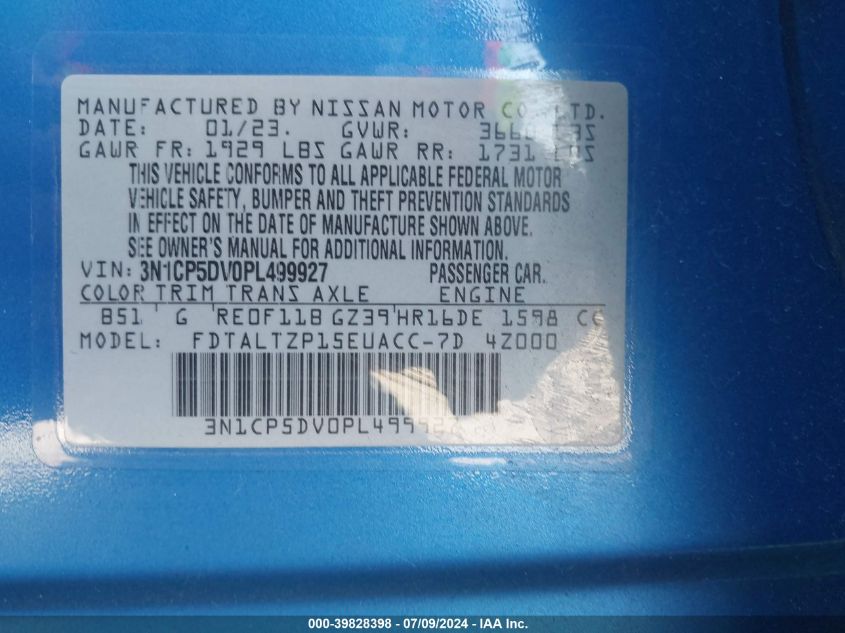 MANUFACTURED BY NISSAN MOTOR CO. LTD.
DATE: 01/23. GVWR:
GAWR FR: 1929 LBS GAWR RR: 1731 LBS
THIS VEHICLE CONFORMS TO ALL APPLICABLE FEDERAL MOTOR
VEHICLE SAFETY, BUMPER AND THEFT PREVENTION STANDARDS
IN EFFECT ON THE DATE OF MANUFACTURE SHOWN ABOVE.
SEE OWNER'S MANUAL FOR ADDITIONAL INFORMATION.
VIN: 3N1CP5DV0PL499927 PASSENGER CAR.
COLOR TRIM TRANS AXLE ENGINE
B51 G RE0F11B GZ39 HR16DE 1598 CC
MODEL: FDTALTZP15EUACC-7D 4Z000
3N1CP5DV0PL499927
000-39828398 - 07/09/2024 - IAA Inc.